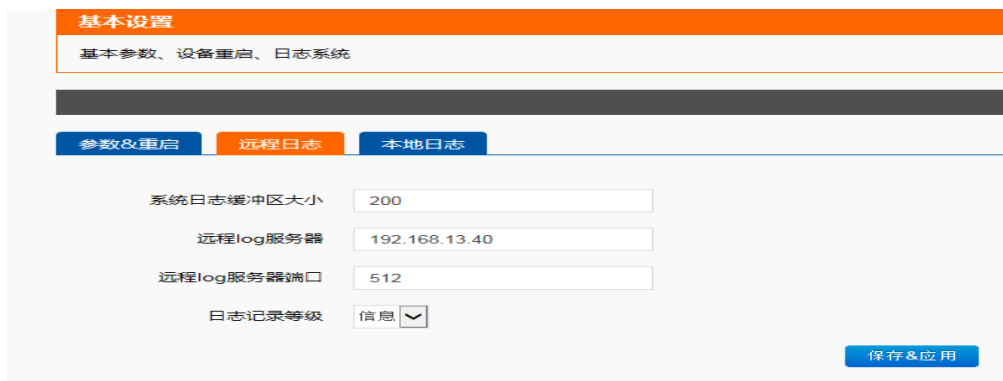 基本设置
基本参数、设备重启、日志系统
参数&重启 远程日志 本地日志
系统日志缓冲区大小 200
远程log服务器 192.168.13.40
远程log服务器端口 512
日志记录等级 信息
保存&应用